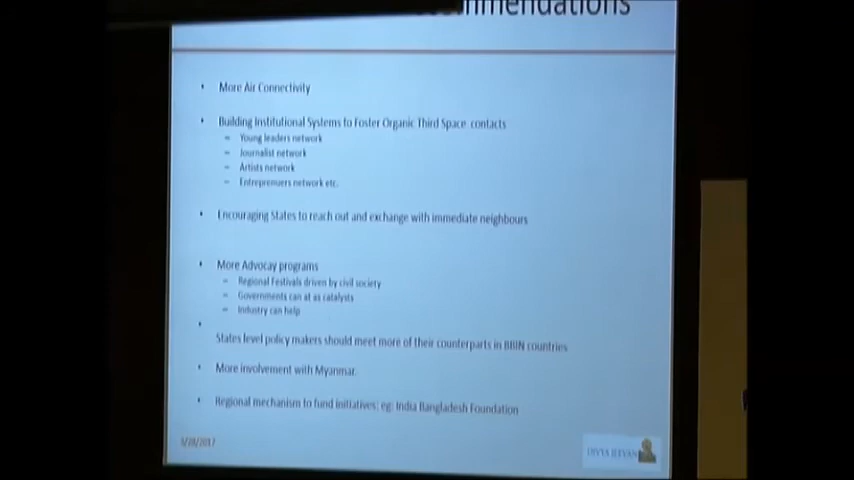 • More Air Connectivity
• Building Institutional Systems to Foster Organic Third Space contacts
– Young leaders network
– Journalist network
– Artists network
– Entreprenuers network etc.
• Encouraging States to reach out and exchange with immediate neighbours
• More Advocay programs
– Regional Festivals driven by civil society
– Governments can at as catalysts
– Industry can help
•
States level policy makers should meet more of their counterparts in BBIN countries
• More involvement with Myanmar.
• Regional mechanism to fund initiatives; eg: India Bangladesh Foundation